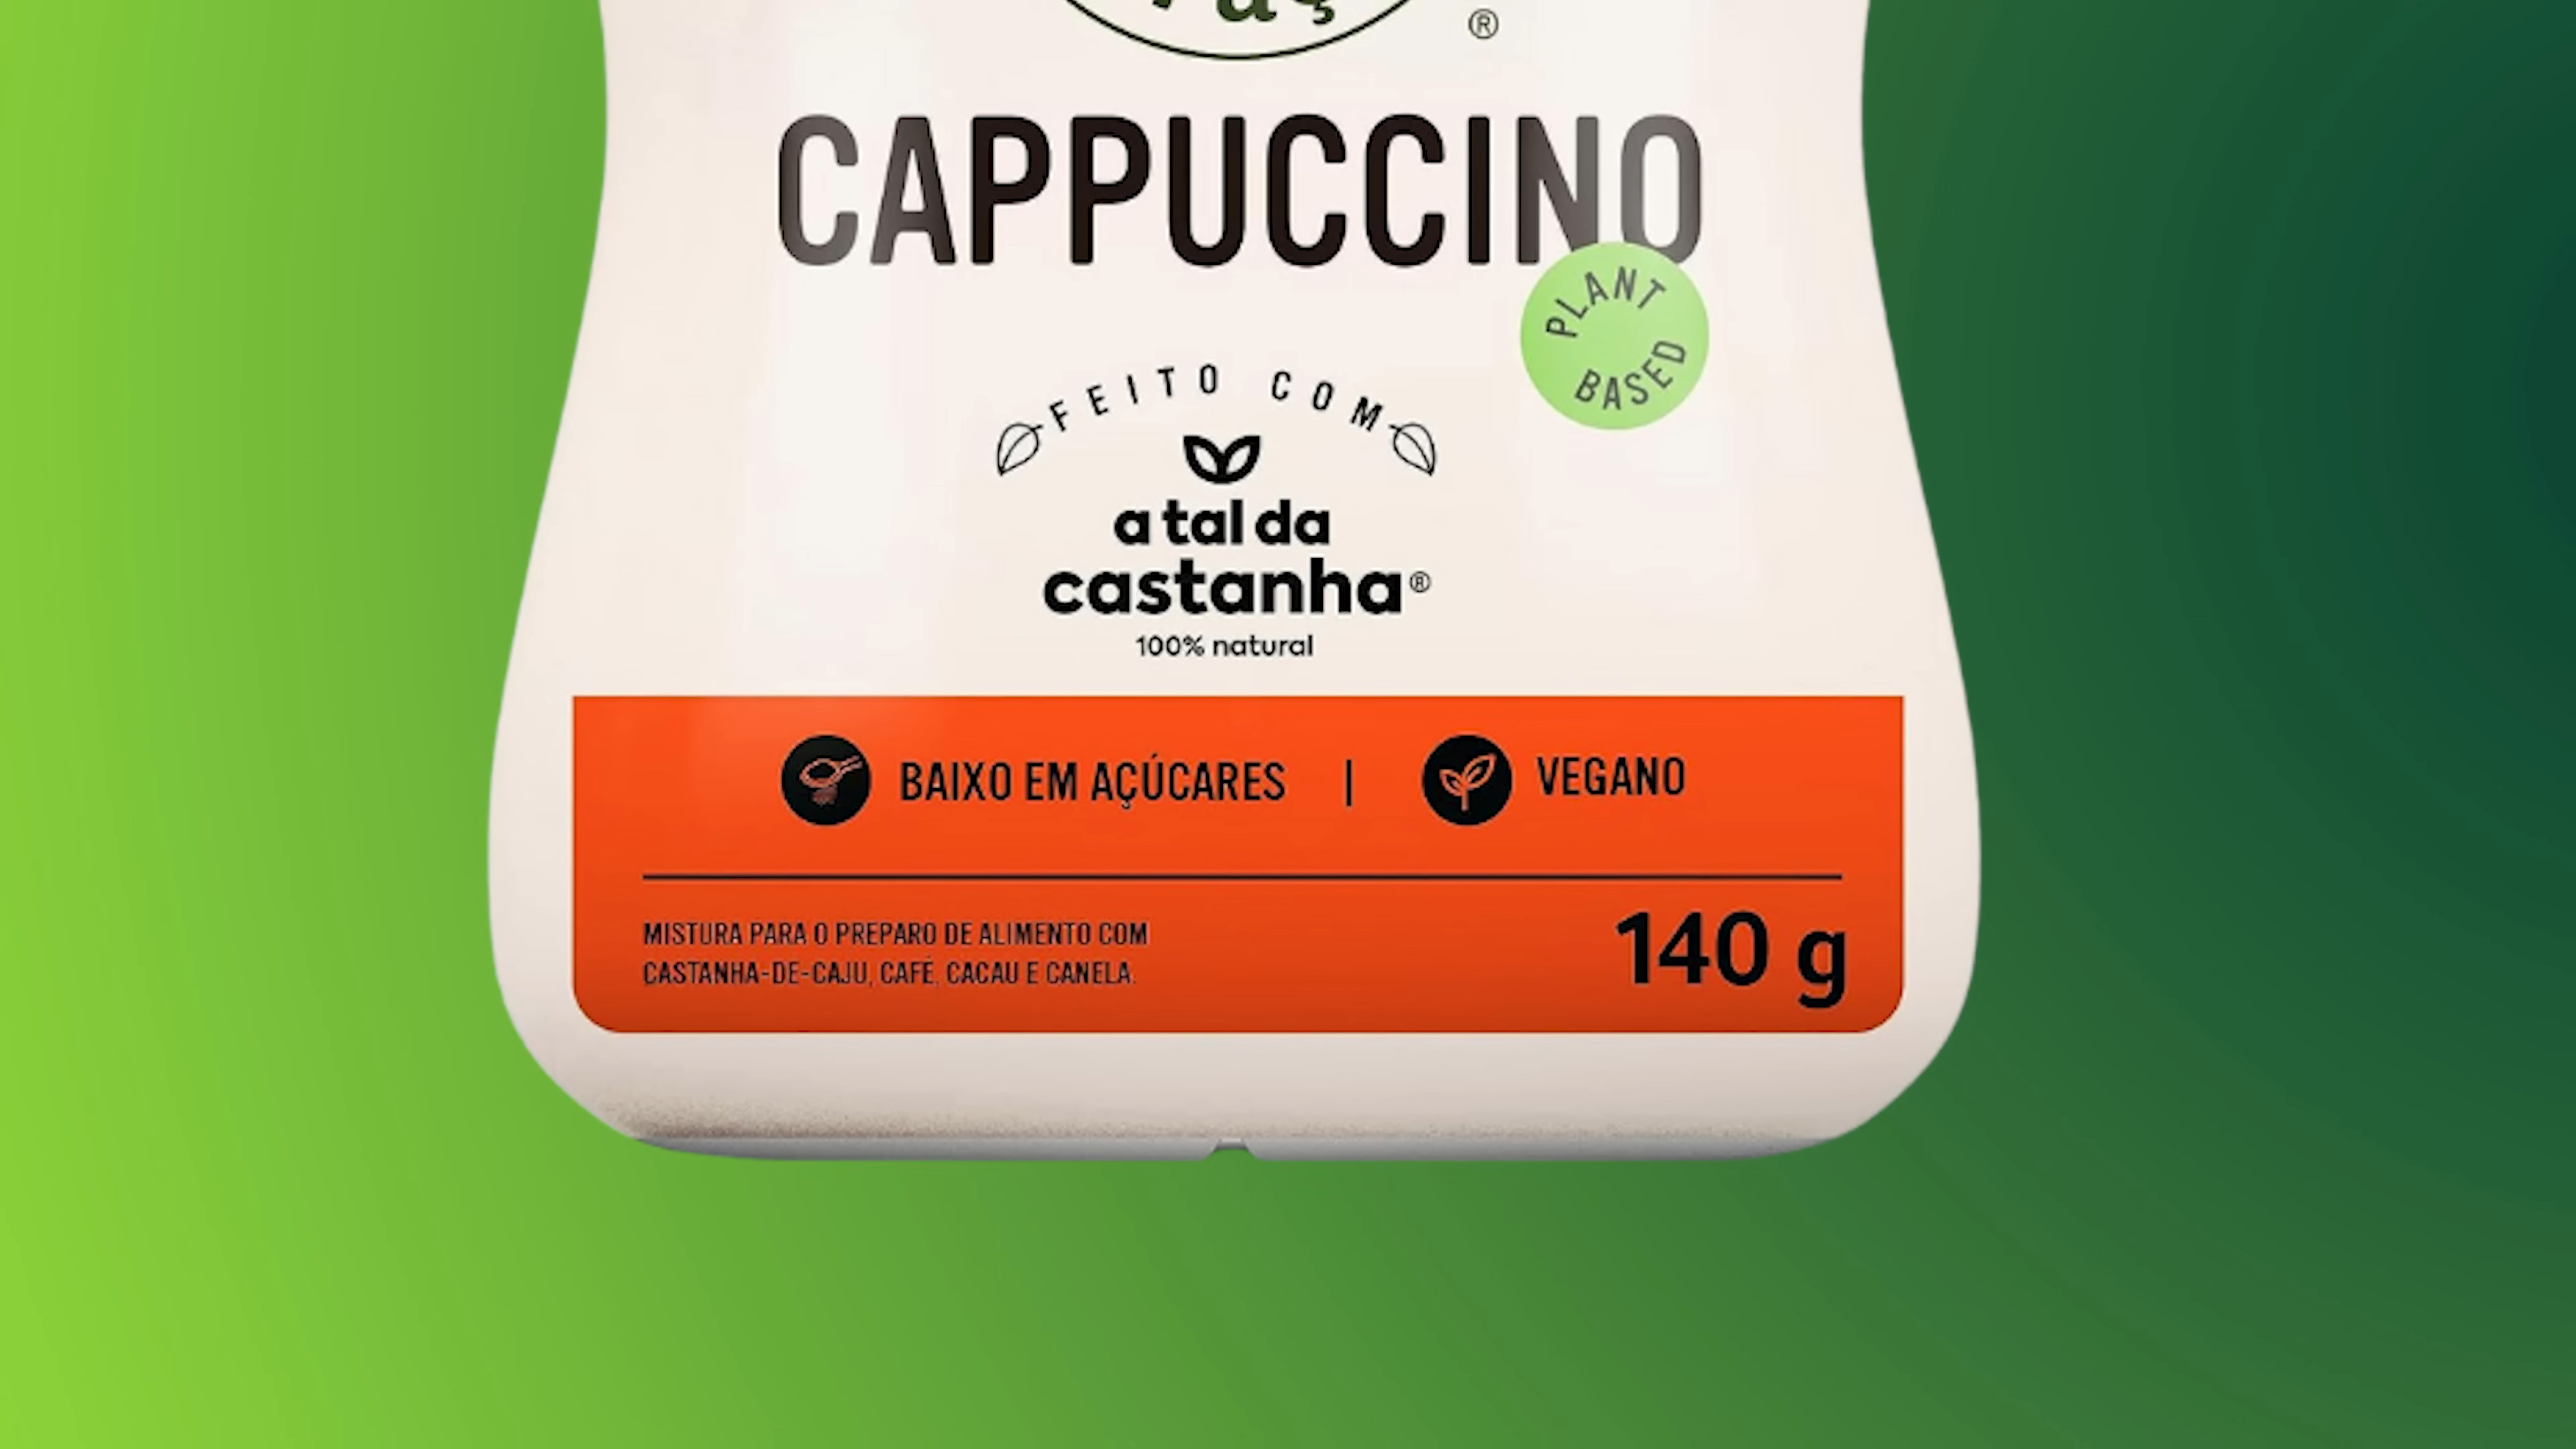 ®
CAPPUCCINO
PLANT
BASED
FEITO COM
a tal da
castanha®
100% natural
BAIXO EM AÇÚCARES | VEGANO
MISTURA PARA O PREPARO DE ALIMENTO COM
CASTANHA-DE-CAJU, CAFÉ, CACAU E CANELA.
140 g